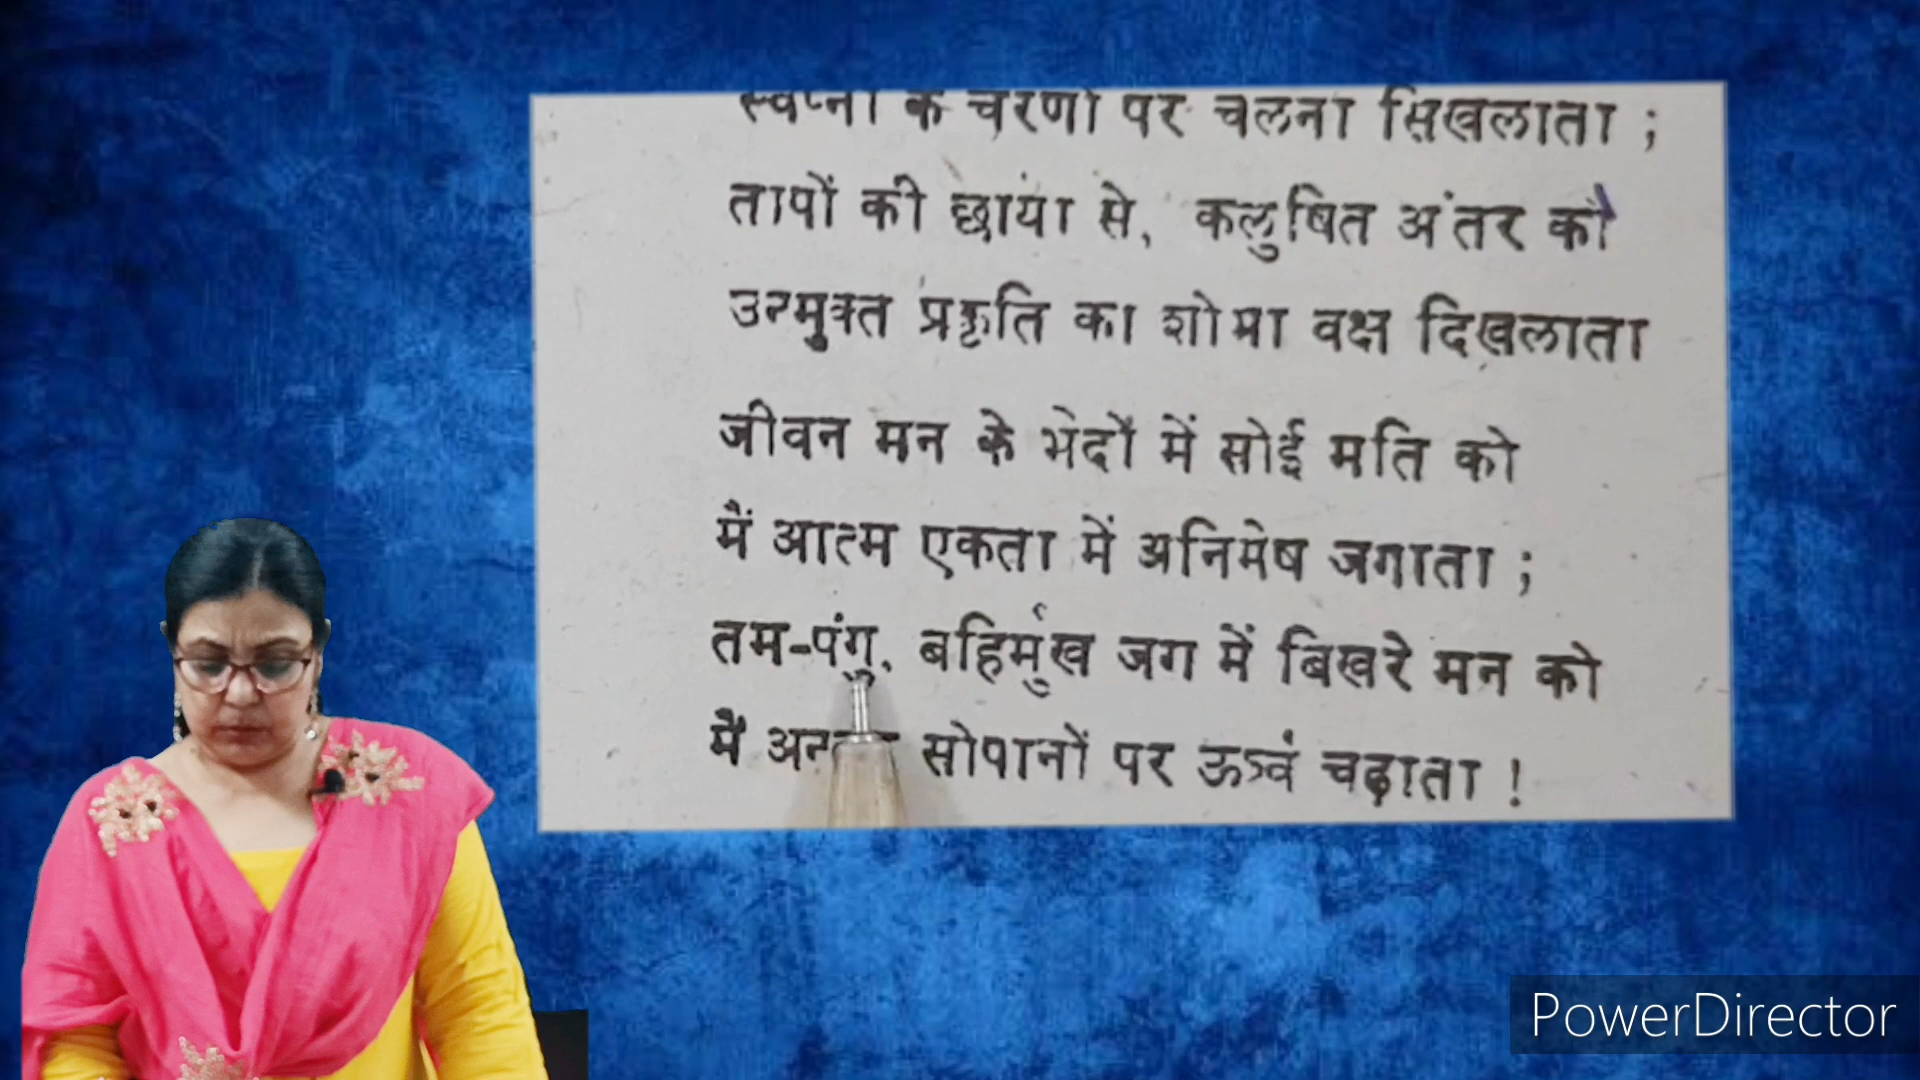 स्वप्नों के चरणों पर चलना सिखलाता ;
तापों की छाया से, कलुषित अंतर को
उन्मुक्त प्रकृति का शोभा वक्ष दिखलाता
जीवन मन के भेदों में सोई मति को
मैं आत्म एकता में अनिमेष जगाता ;
तम-पंगु, बहिर्मुख जग में बिखरे मन को
मैं सोपानों पर ऊर्ध्व चढ़ाता !
PowerDirector